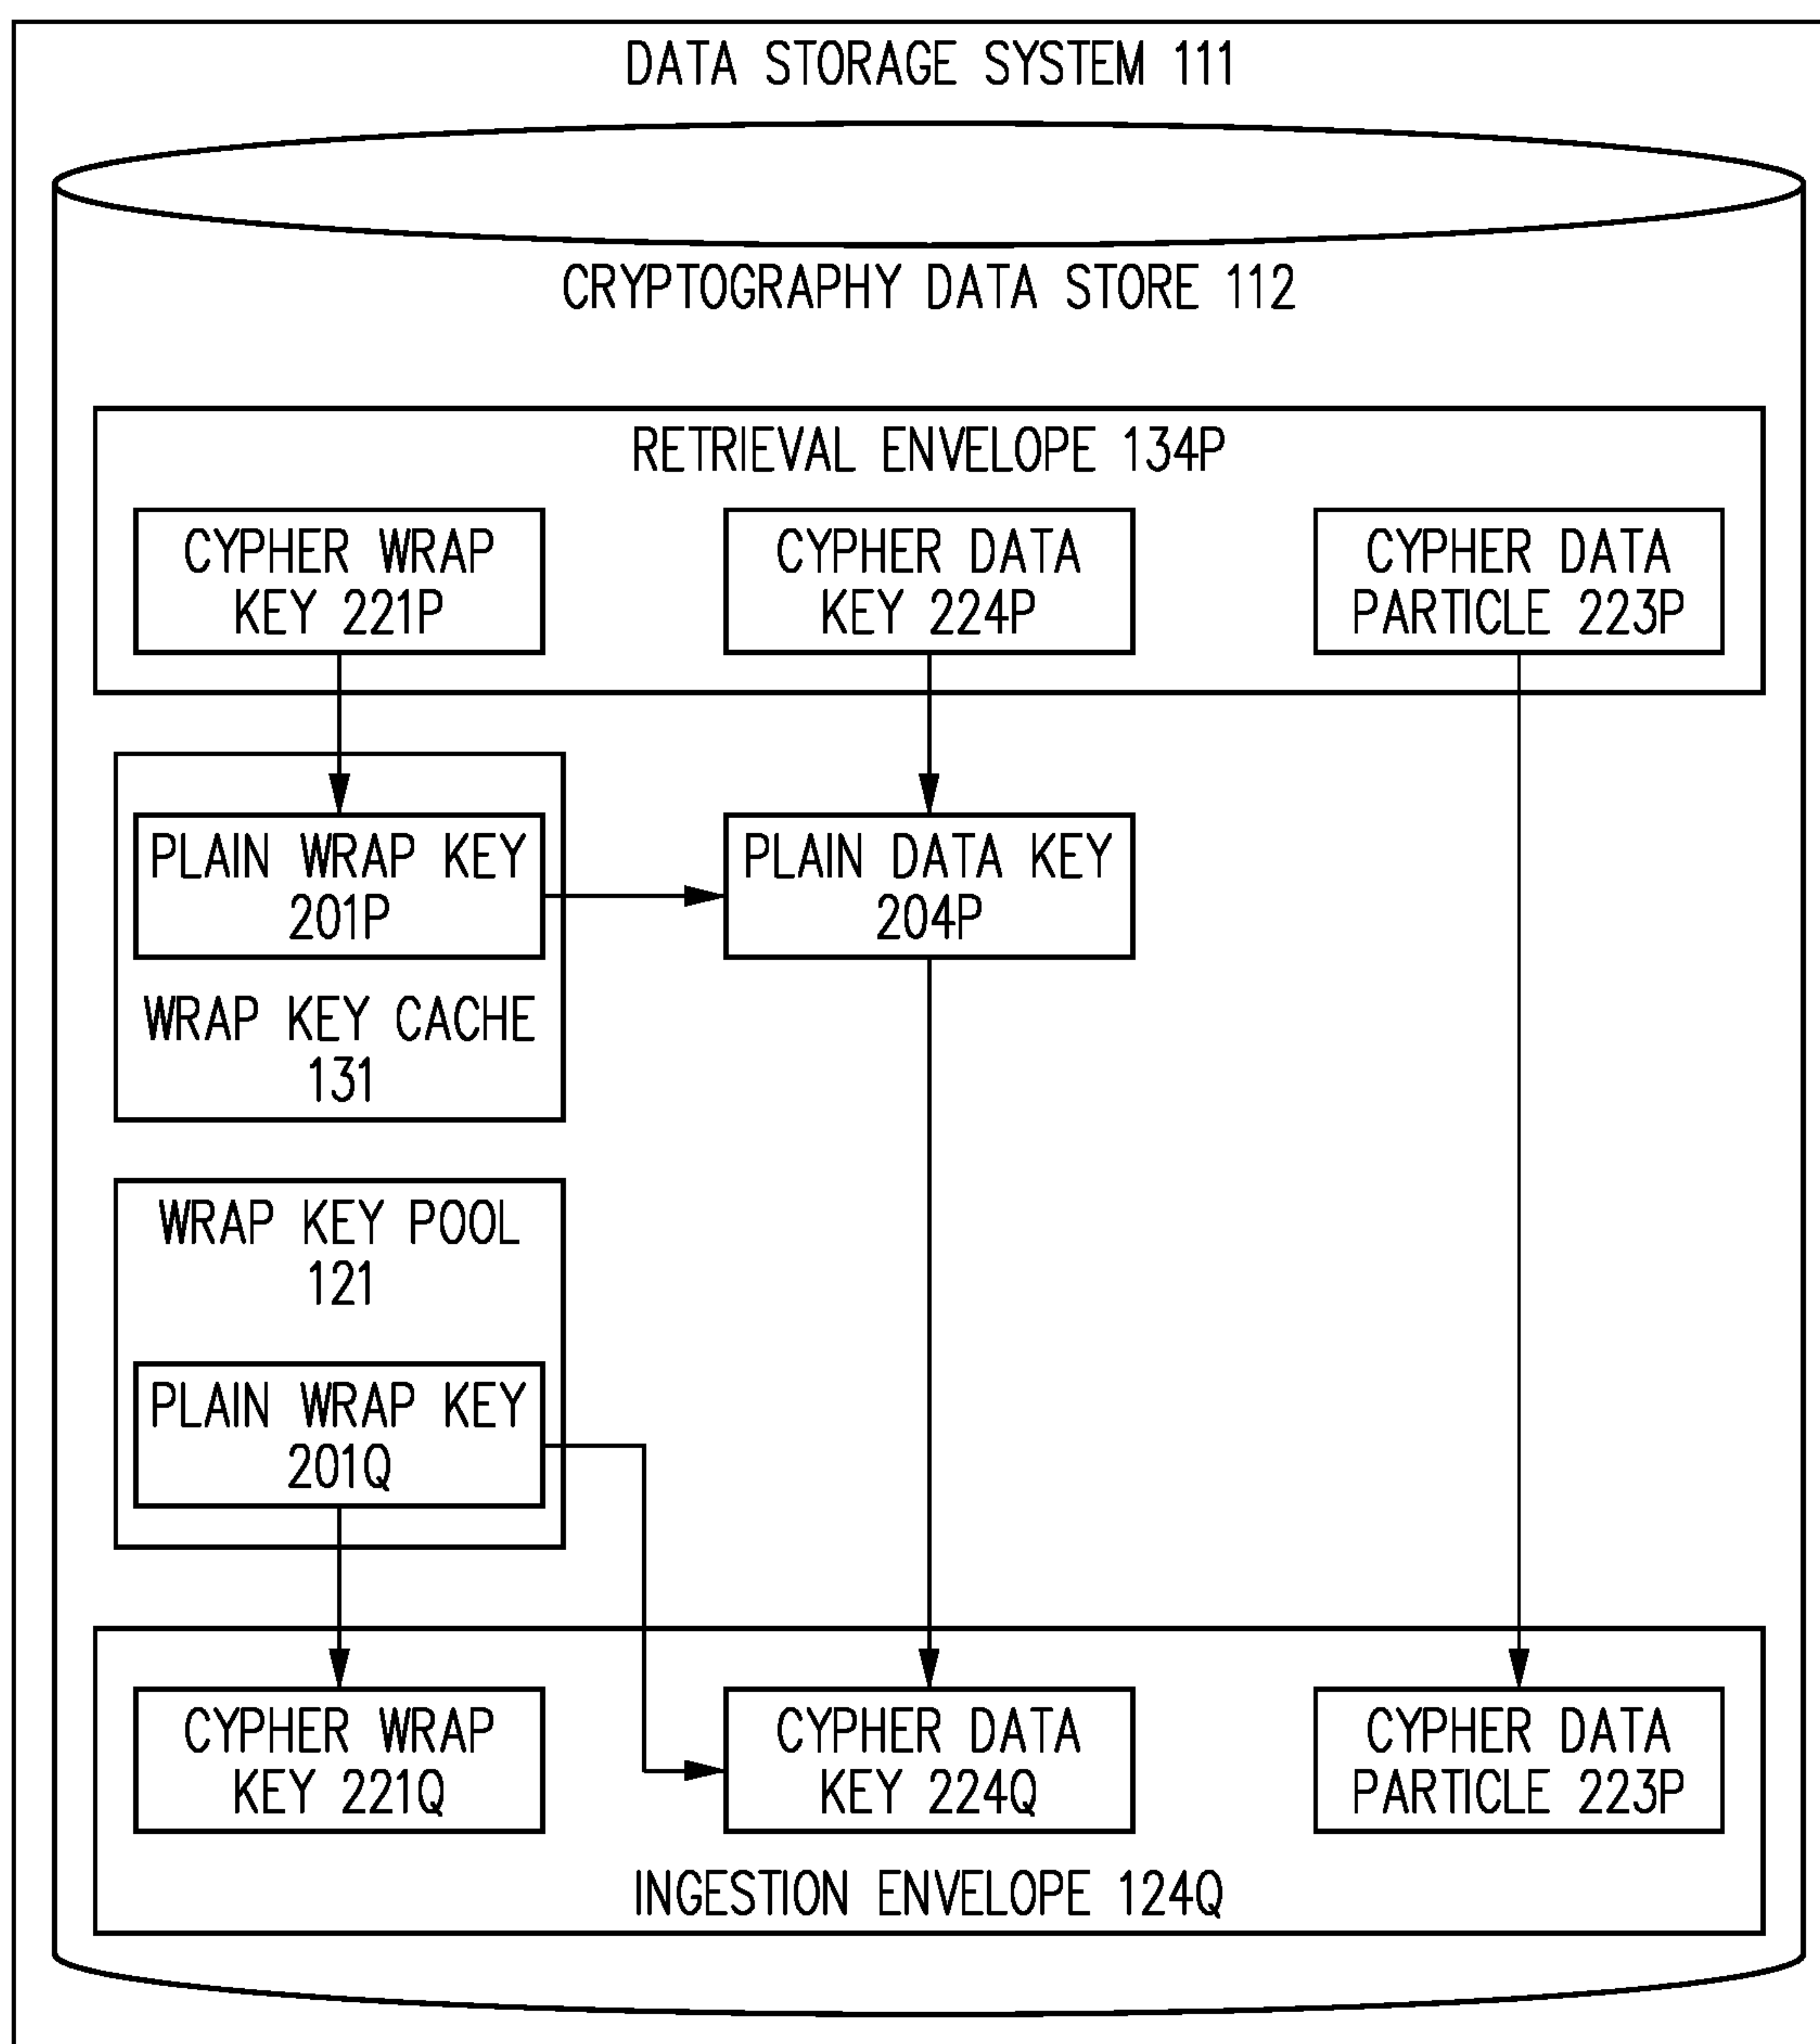 DATA STORAGE SYSTEM 111
CRYPTOGRAPHY DATA STORE 112
RETRIEVAL ENVELOPE 134P
CYPHER WRAP
KEY 221P
CYPHER DATA
KEY 224P
CYPHER DATA
PARTICLE 223P
PLAIN WRAP KEY
201P
PLAIN DATA KEY
204P
WRAP KEY CACHE
131
WRAP KEY POOL
121
PLAIN WRAP KEY
201Q
CYPHER WRAP
KEY 221Q
CYPHER DATA
KEY 224Q
CYPHER DATA
PARTICLE 223P
INGESTION ENVELOPE 124Q